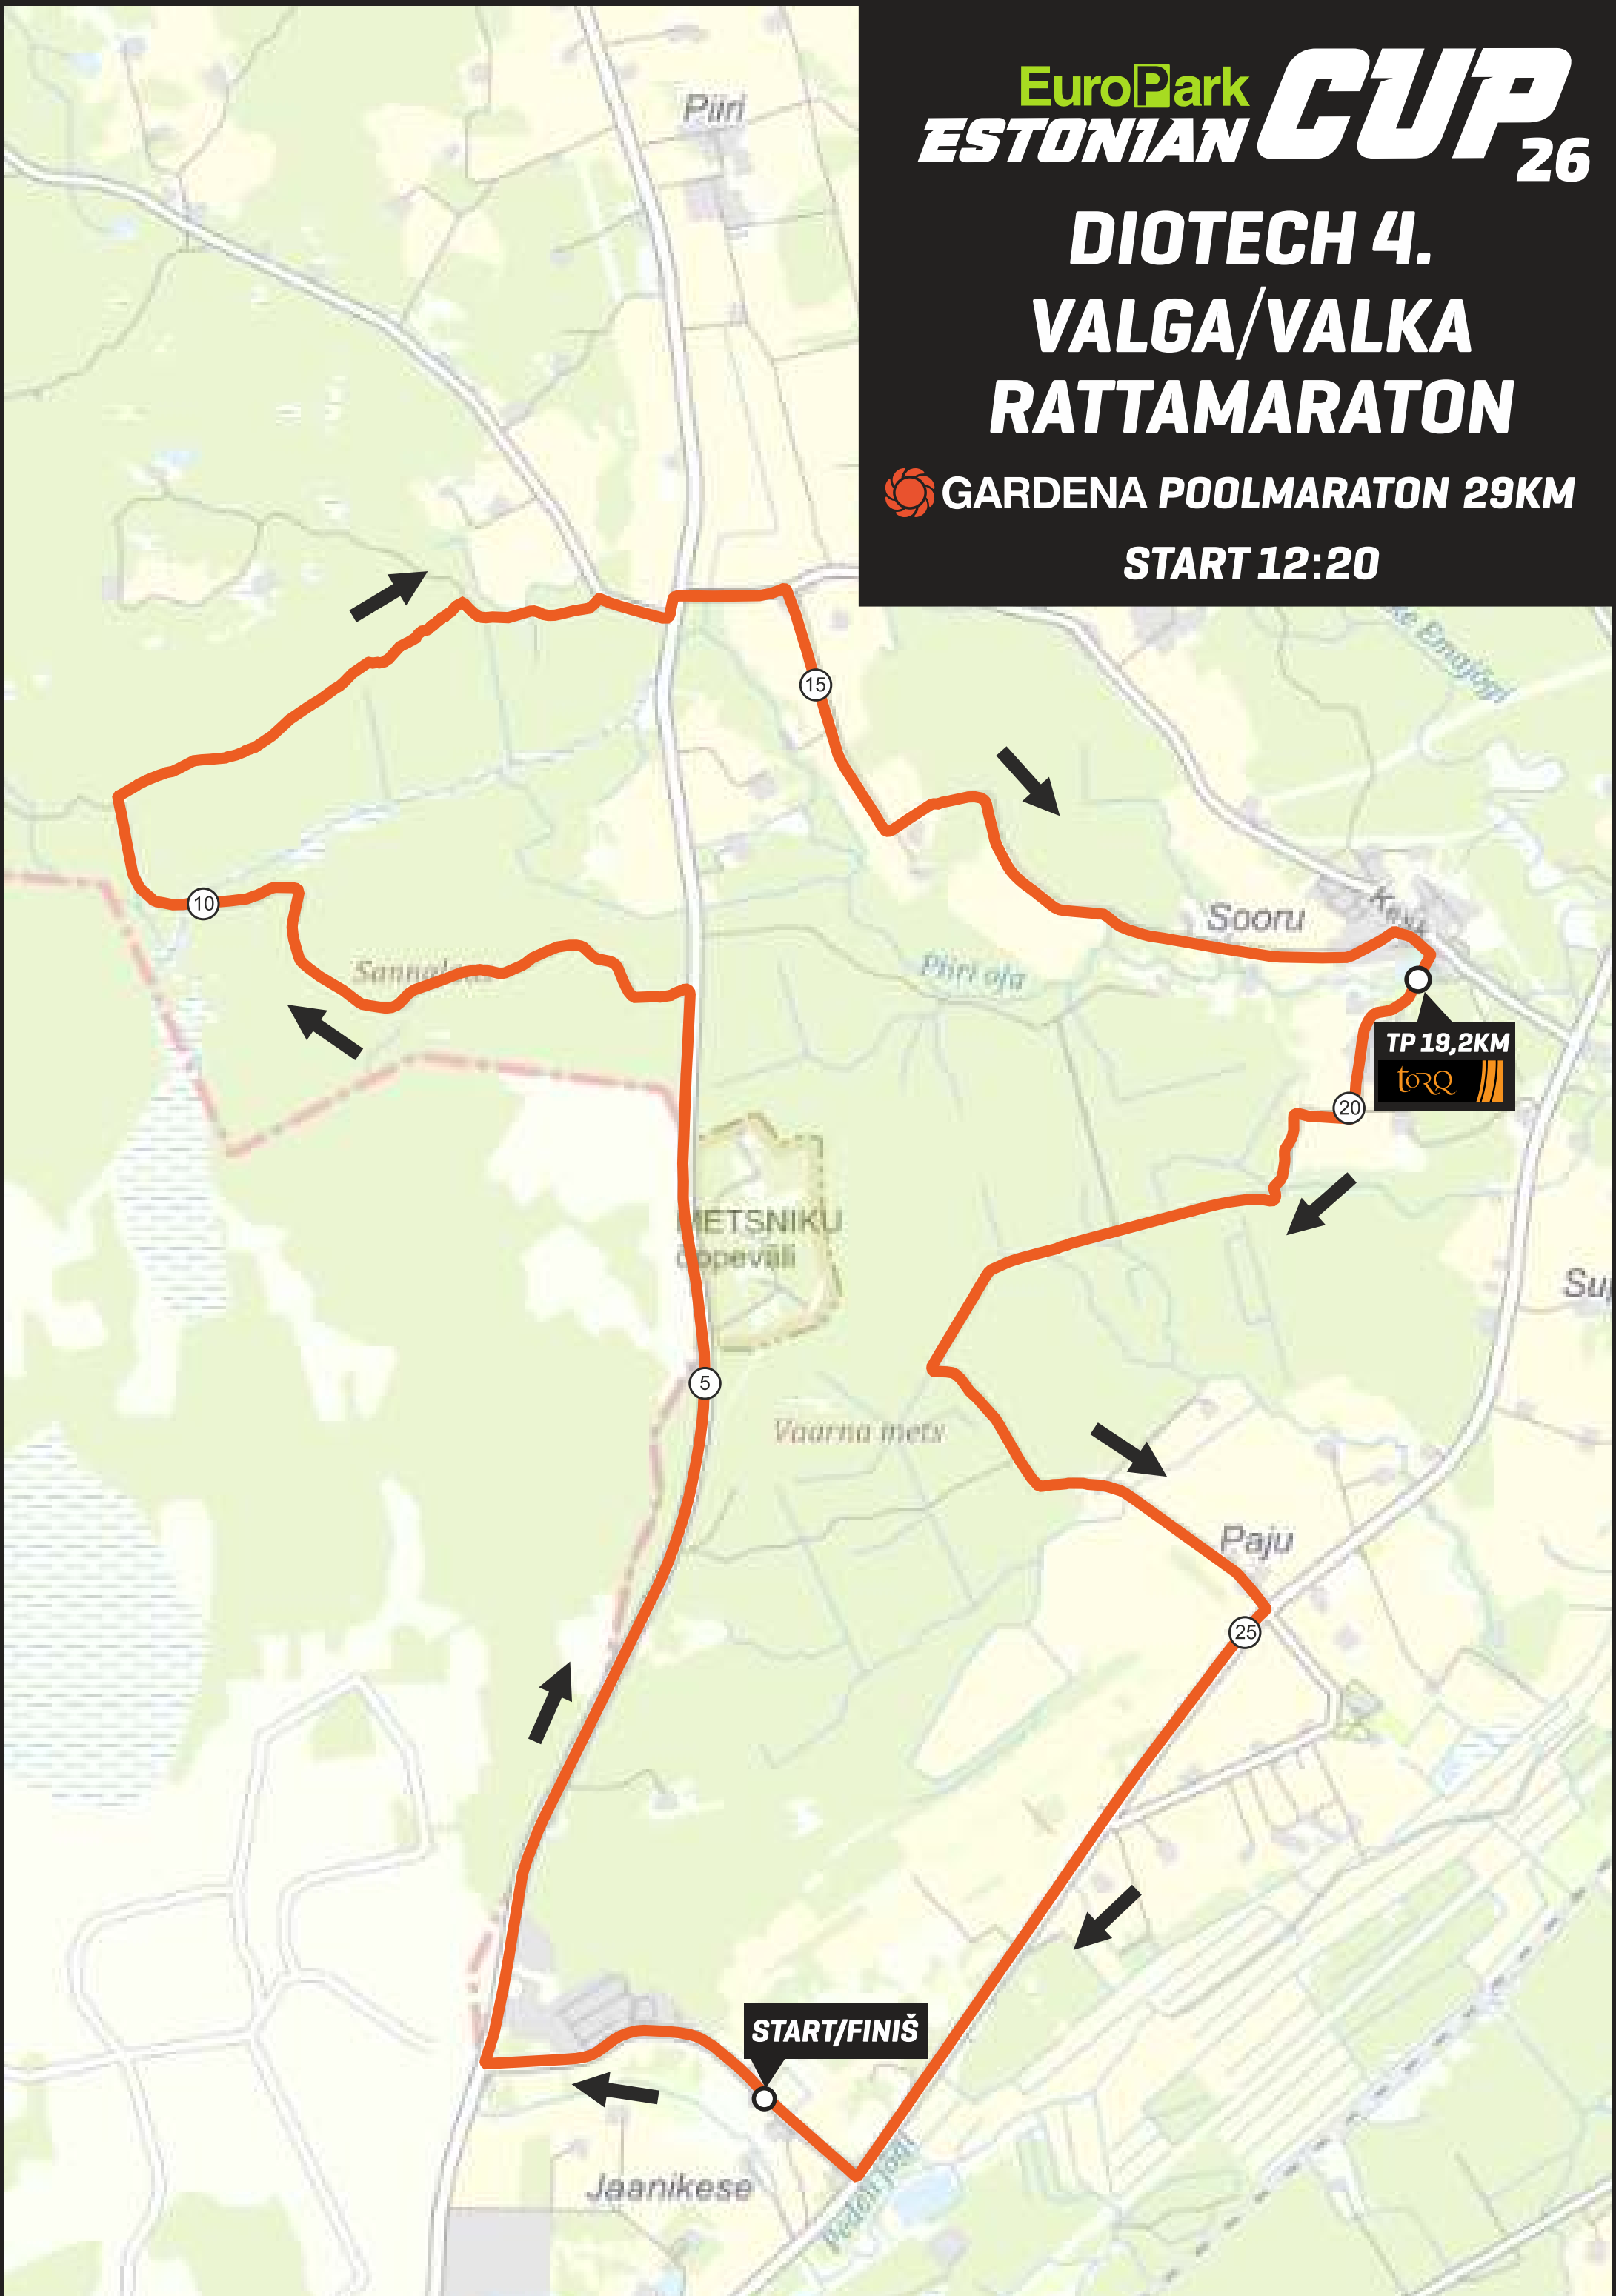 EuroPark
ESTONIAN CUP 26
DIOTECH 4.
VALGA/VALKA
RATTAMARATON
GARDENA POOLMARATON 29KM
START 12:20
Piiri
15
Sooru
10
Piiri oja
TP 19,2KM
TORQ
20
METSNIKU
5
Vaarna mets
Paju
25
START/FINIŠ
Jaanikese